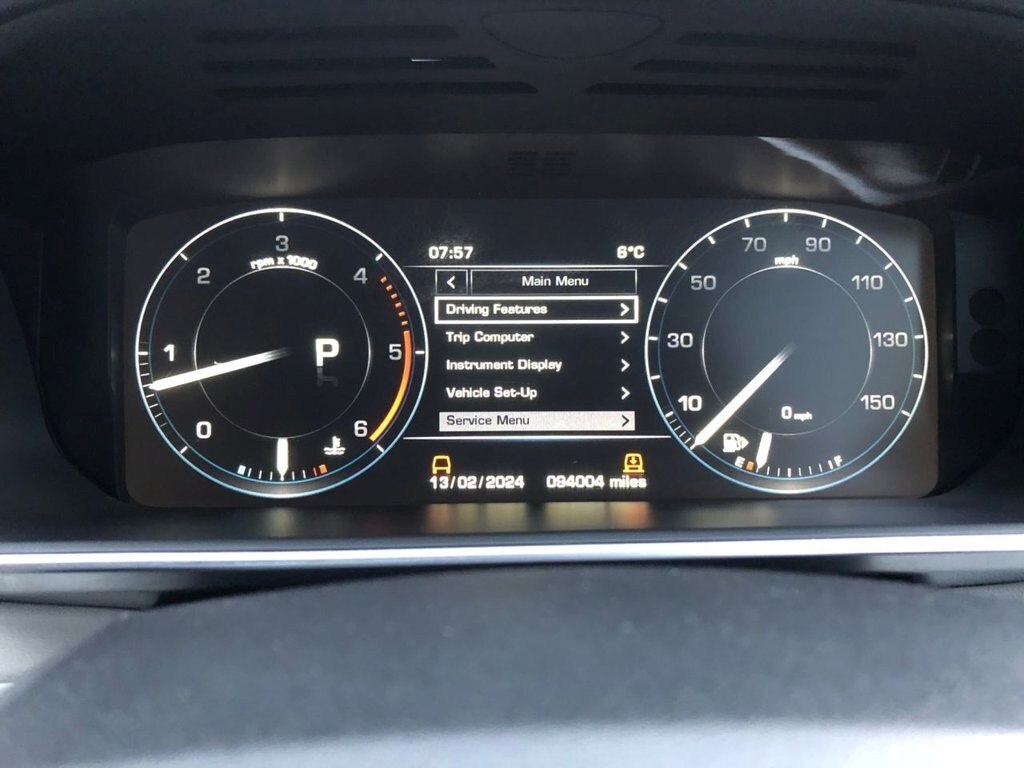 3
rpm x 1000
2
4
1
5
0
6
P
07:57
6°C
<
Main Menu
Driving Features >
Trip Computer >
Instrument Display >
Vehicle Set-Up >
Service Menu >
13/02/2024
094004 miles
70
90
mph
50
110
30
130
10
150
0 mph
E
F